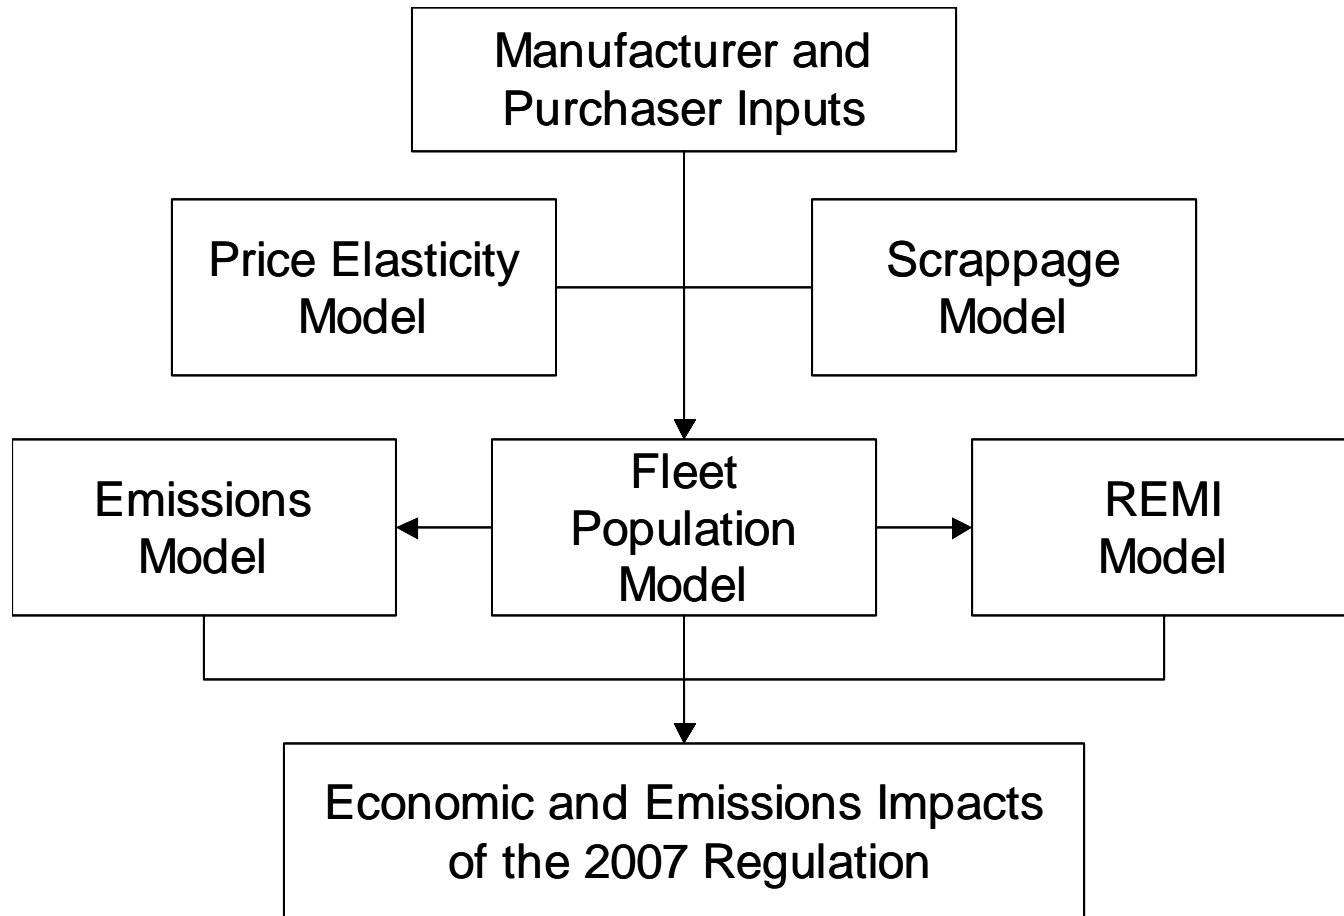 Manufacturer and
Purchaser Inputs
Price Elasticity
Model
Scrappage
Model
Emissions
Model
Fleet
Population
Model
REMI
Model
Economic and Emissions Impacts
of the 2007 Regulation